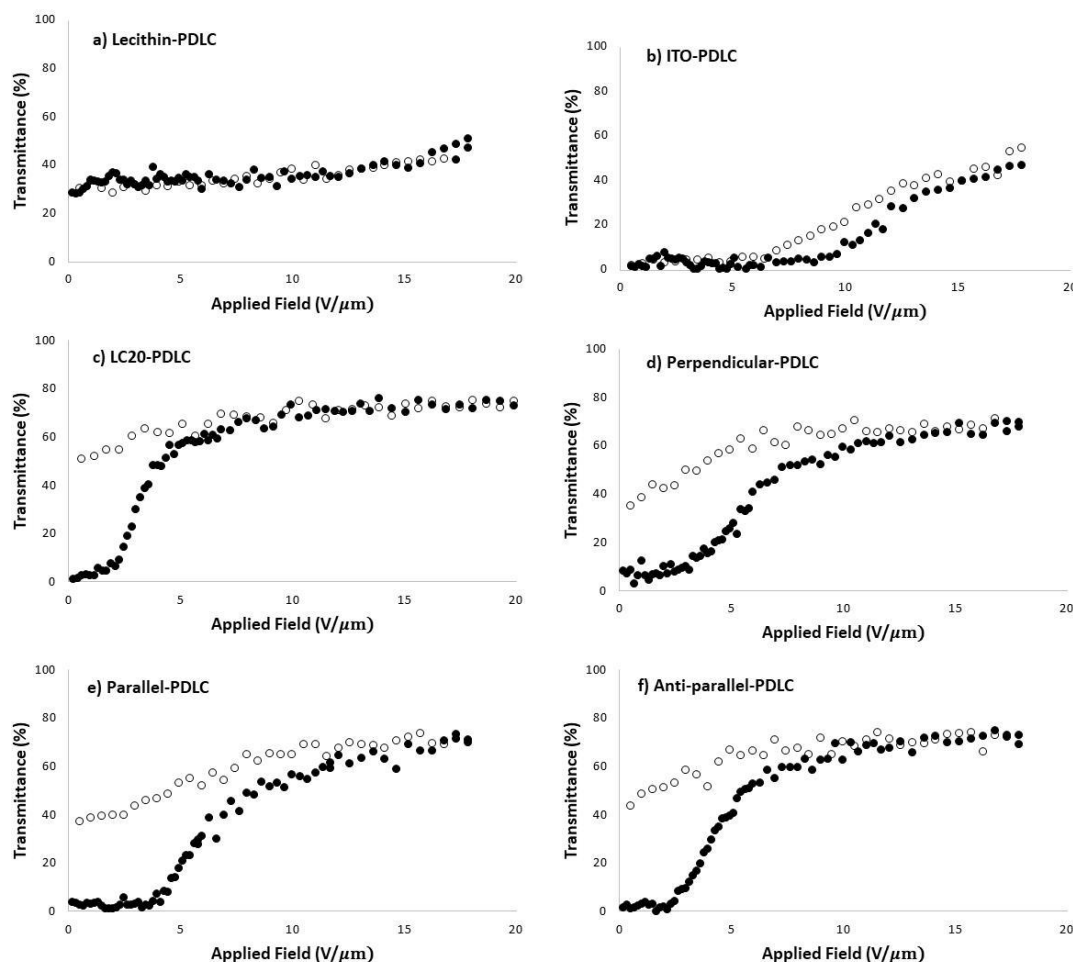 a) Lecithin-PDLC
Transmittance (%)
100
80
60
40
20
0
0 5 10 15 20
Applied Field (V/μm)
b) ITO-PDLC
Transmittance (%)
100
80
60
40
20
0
0 5 10 15 20
Applied Field (V/μm)
c) LC20-PDLC
Transmittance (%)
100
80
60
40
20
0
0 5 10 15 20
Applied Field (V/μm)
d) Perpendicular-PDLC
Transmittance (%)
100
80
60
40
20
0
0 5 10 15 20
Applied Field (V/μm)
e) Parallel-PDLC
Transmittance (%)
100
80
60
40
20
0
0 5 10 15 20
Applied Field (V/μm)
f) Anti-parallel-PDLC
Transmittance (%)
100
80
60
40
20
0
0 5 10 15 20
Applied Field (V/μm)